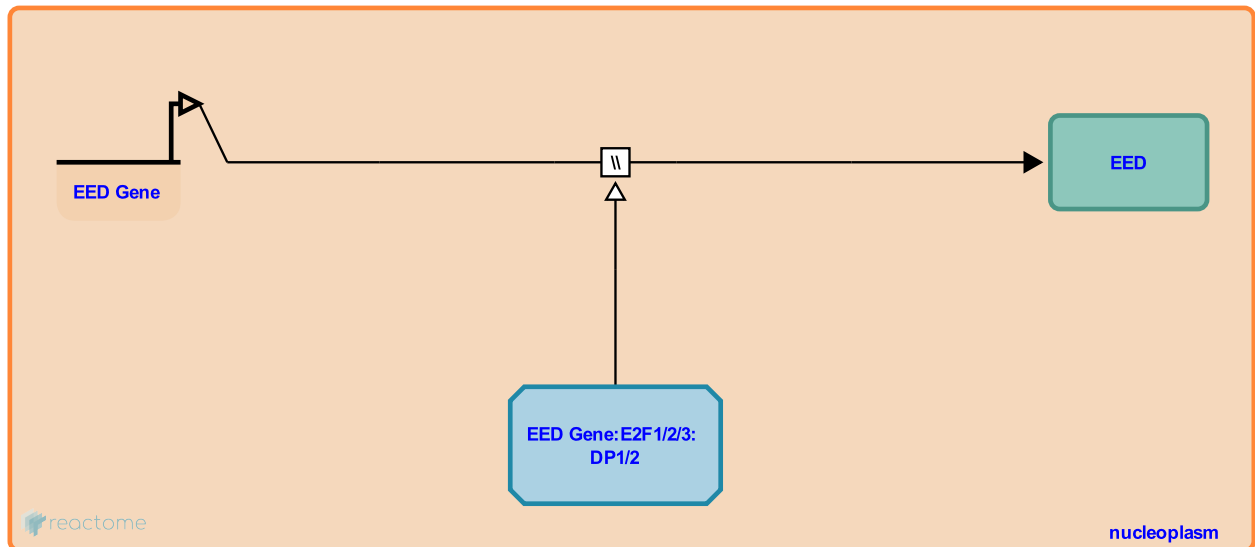 EED Gene
\\
EED
EED Gene:E2F1/2/3:
DP1/2
reactome
nucleoplasm